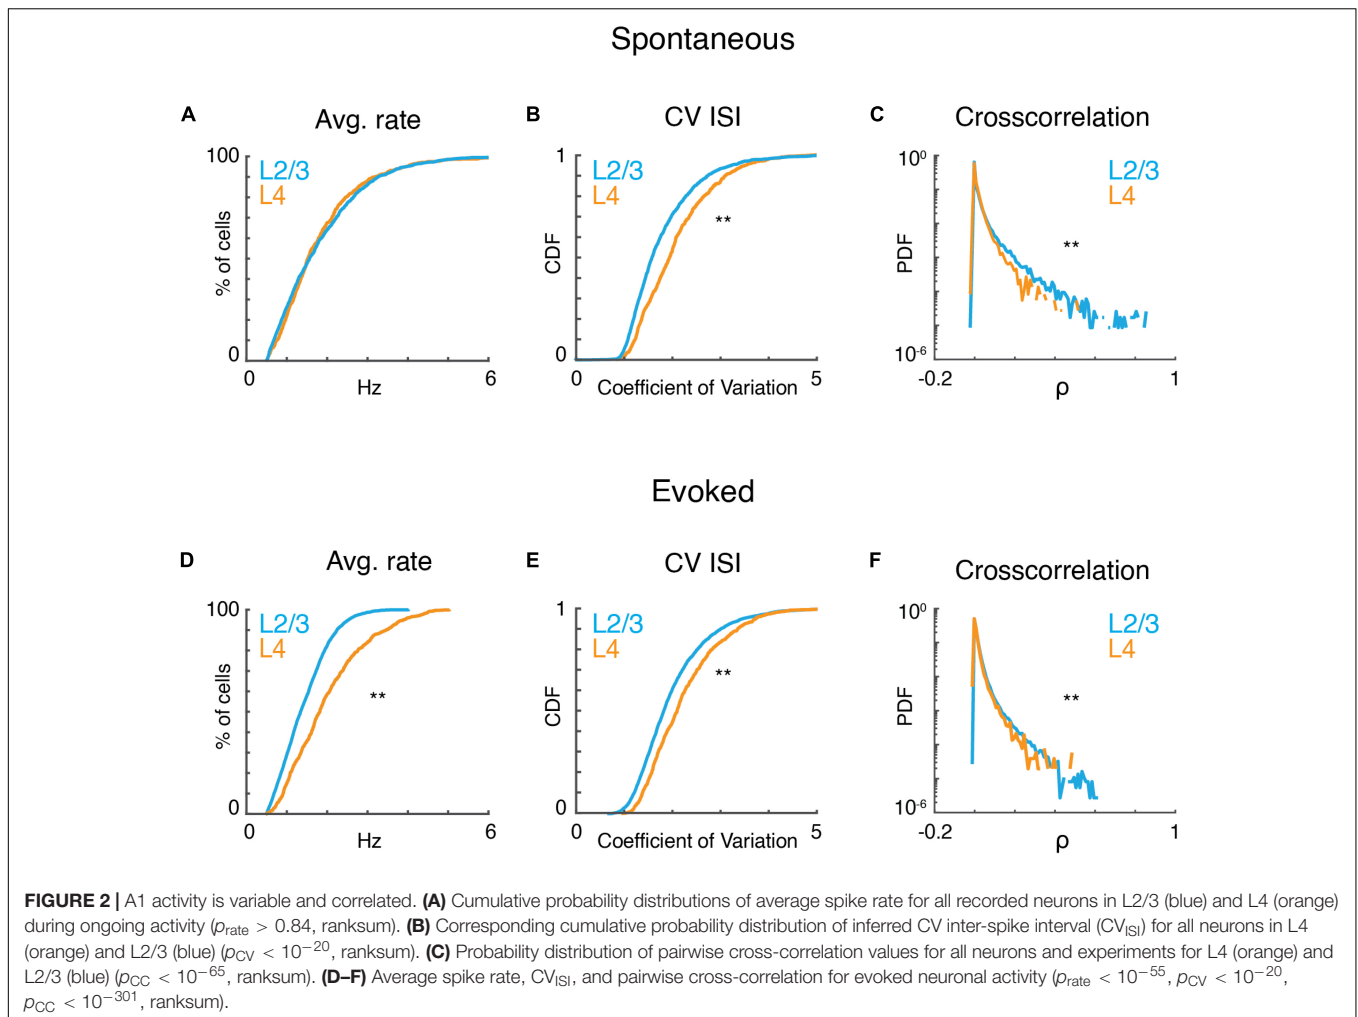 Spontaneous
A
Avg. rate
100
L2/3
L4
% of cells
0
0
6
Hz
B
CV ISI
1
L2/3
L4
**
CDF
0
0
5
Coefficient of Variation
C
Crosscorrelation
10⁰
L2/3
L4
**
PDF
10⁻⁶
-0.2
1
ρ
Evoked
D
Avg. rate
100
L2/3
L4
**
% of cells
0
0
6
Hz
E
CV ISI
1
L2/3
L4
**
CDF
0
0
5
Coefficient of Variation
F
Crosscorrelation
10⁰
L2/3
L4
**
PDF
10⁻⁶
-0.2
1
ρ
FIGURE 2 | A1 activity is variable and correlated. (A) Cumulative probability distributions of average spike rate for all recorded neurons in L2/3 (blue) and L4 (orange)
during ongoing activity (p_rate > 0.84, ranksum). (B) Corresponding cumulative probability distribution of inferred CV inter-spike interval (CV_ISI) for all neurons in L4
(orange) and L2/3 (blue) (p_CV < 10⁻²⁰, ranksum). (C) Probability distribution of pairwise cross-correlation values for all neurons and experiments for L4 (orange) and
L2/3 (blue) (p_CC < 10⁻⁶⁵, ranksum). (D–F) Average spike rate, CV_ISI, and pairwise cross-correlation for evoked neuronal activity (p_rate < 10⁻⁵⁵, p_CV < 10⁻²⁰,
p_CC < 10⁻³⁰¹, ranksum).